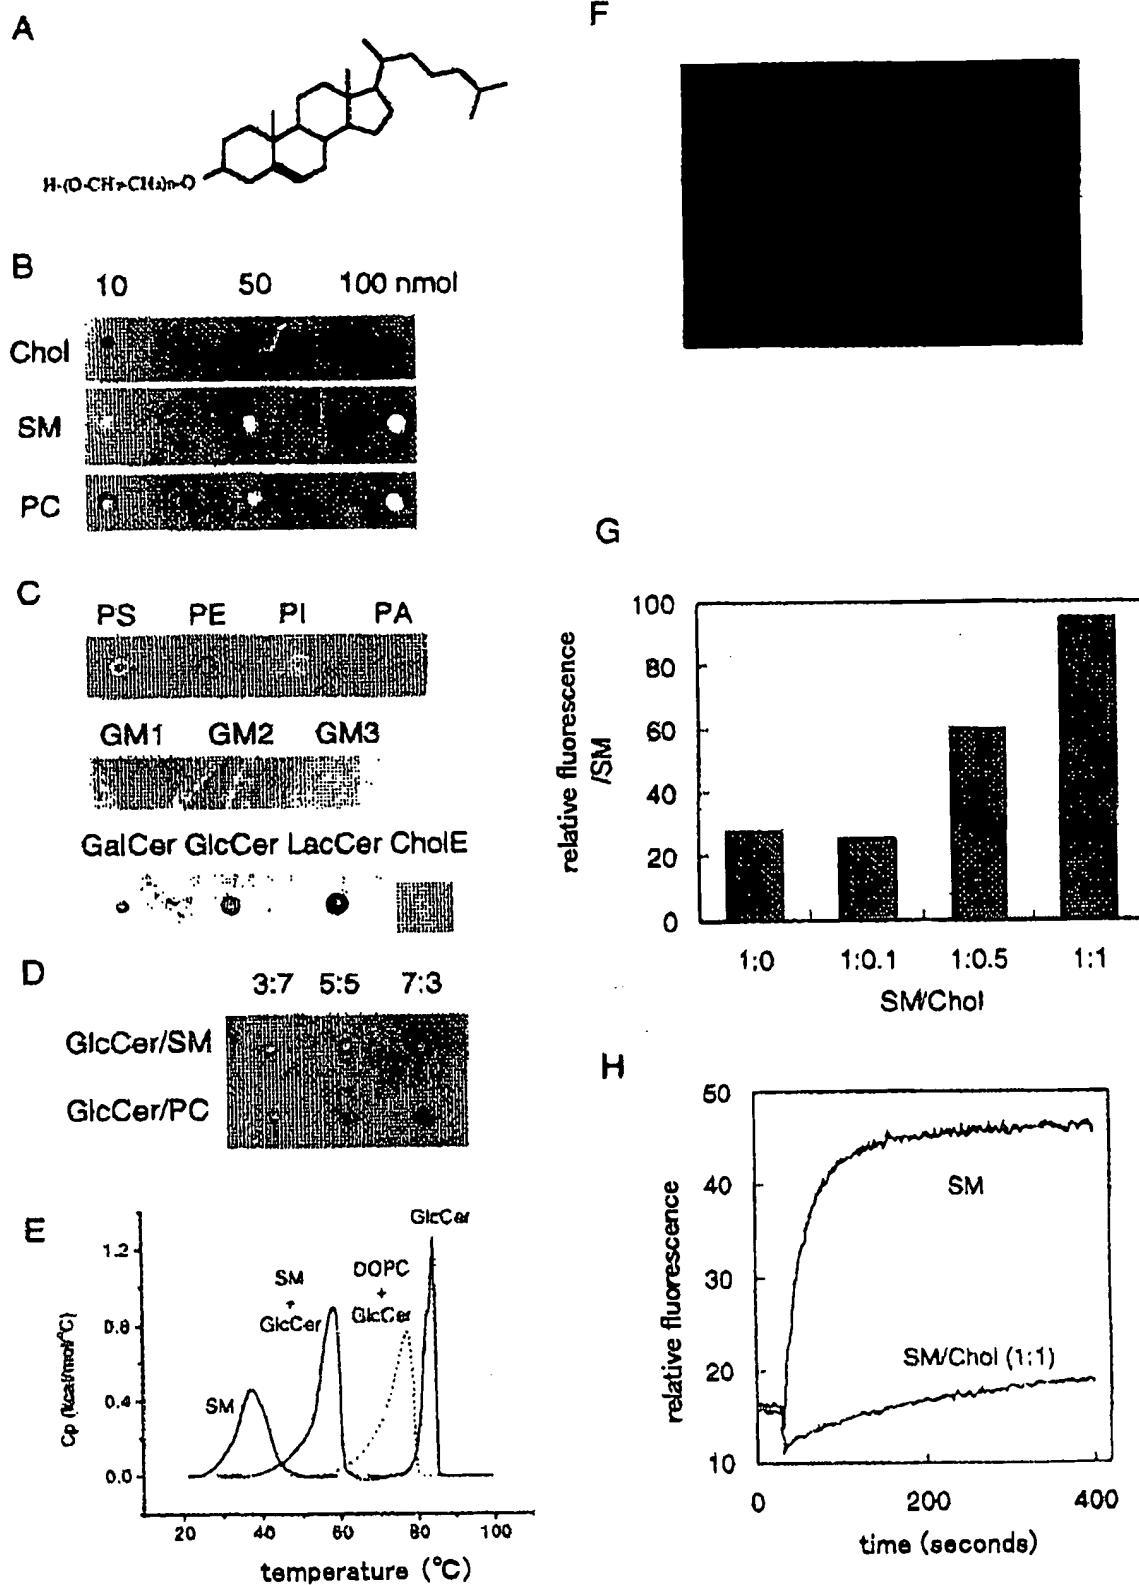 A
H-(O-CH₂-CH₂)n-O
B
10 50 100 nmol
Chol
SM
PC
C
PS PE PI PA
GM1 GM2 GM3
GalCer GlcCer LacCer CholE
D
3:7 5:5 7:3
GlcCer/SM
GlcCer/PC
E
Cp (kcal/mol/°C)
1.2
0.8
0.4
0.0
SM
SM
+
GlcCer
DOPC
+
GlcCer
GlcCer
20 40 60 80 100
temperature (°C)
F
G
relative fluorescence
/SM
100
80
60
40
20
0
1:0 1:0.1 1:0.5 1:1
SM/Chol
H
relative fluorescence
50
40
30
20
10
SM
SM/Chol (1:1)
0 200 400
time (seconds)